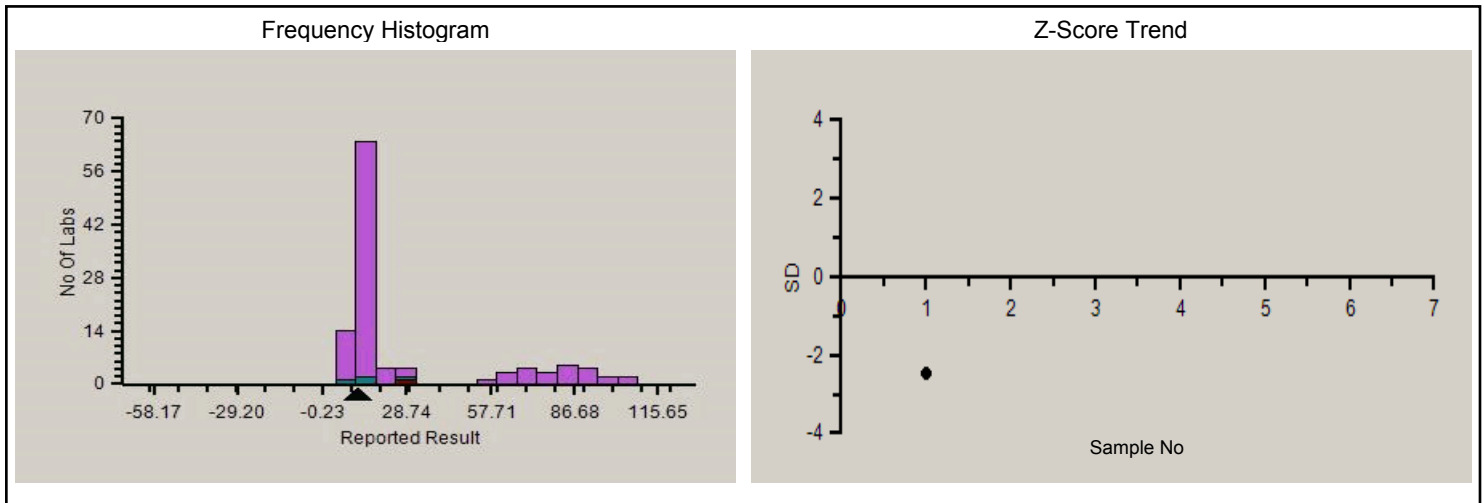 Frequency Histogram
70
56
42
28
14
0
No Of Labs
-58.17 -29.20 -0.23 28.74 57.71 86.68 115.65
Reported Result
Z-Score Trend
4
2
0
-2
-4
SD
0 1 2 3 4 5 6 7
Sample No